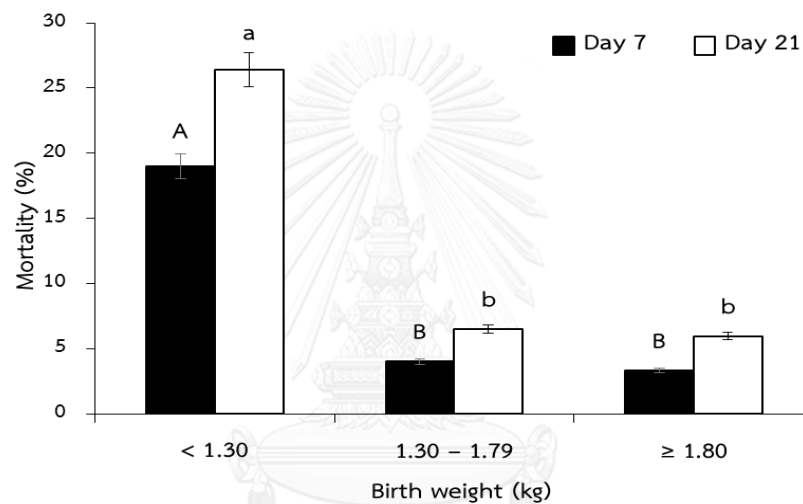 30
25
20
15
10
5
0
Mortality (%)
Day 7
Day 21
A
a
B
b
B
b
< 1.30
1.30 – 1.79
≥ 1.80
Birth weight (kg)